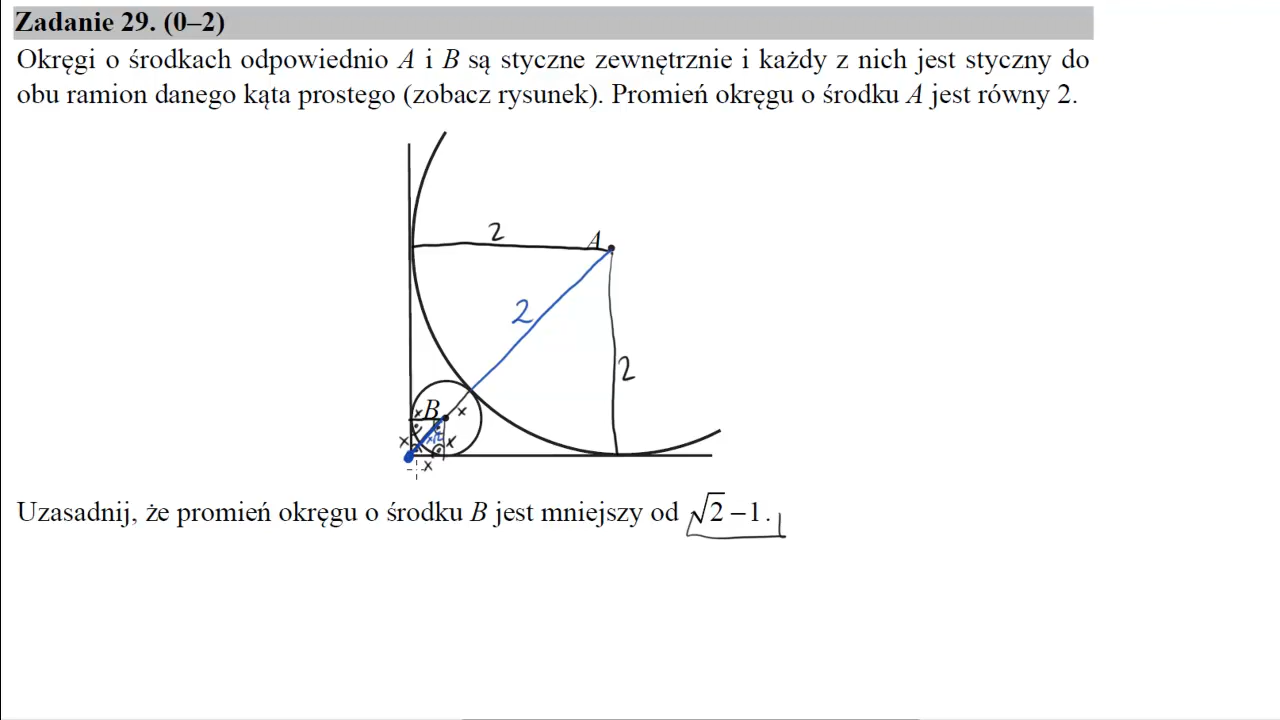 Zadanie 29. (0–2)
Okręgi o środkach odpowiednio A i B są styczne zewnętrznie i każdy z nich jest styczny do
obu ramion danego kąta prostego (zobacz rysunek). Promień okręgu o środku A jest równy 2.
2
A
2
2
x
B
x
x
x√2
x
x
Uzasadnij, że promień okręgu o środku B jest mniejszy od √2 – 1.